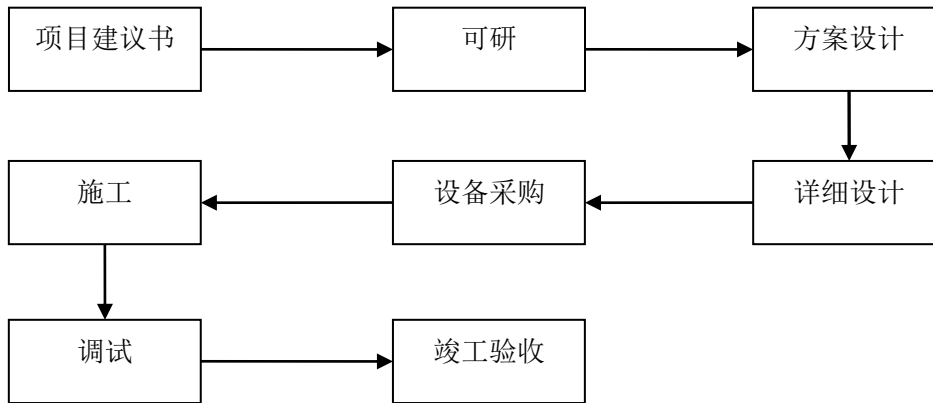 项目建议书
可研
方案设计
详细设计
设备采购
施工
调试
竣工验收